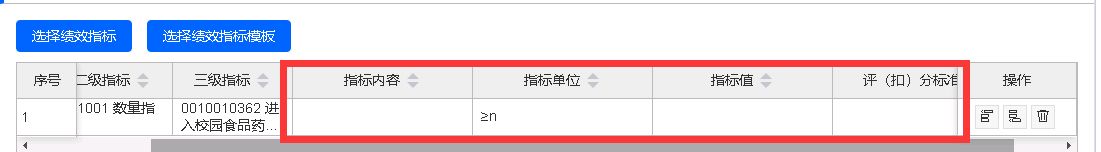 选择绩效指标 选择绩效指标模板
序号 二级指标 三级指标 指标内容 指标单位 指标值 评（扣）分标准 操作
1 1001 数量指 0010010362 进 ≥n
入校园食品药...